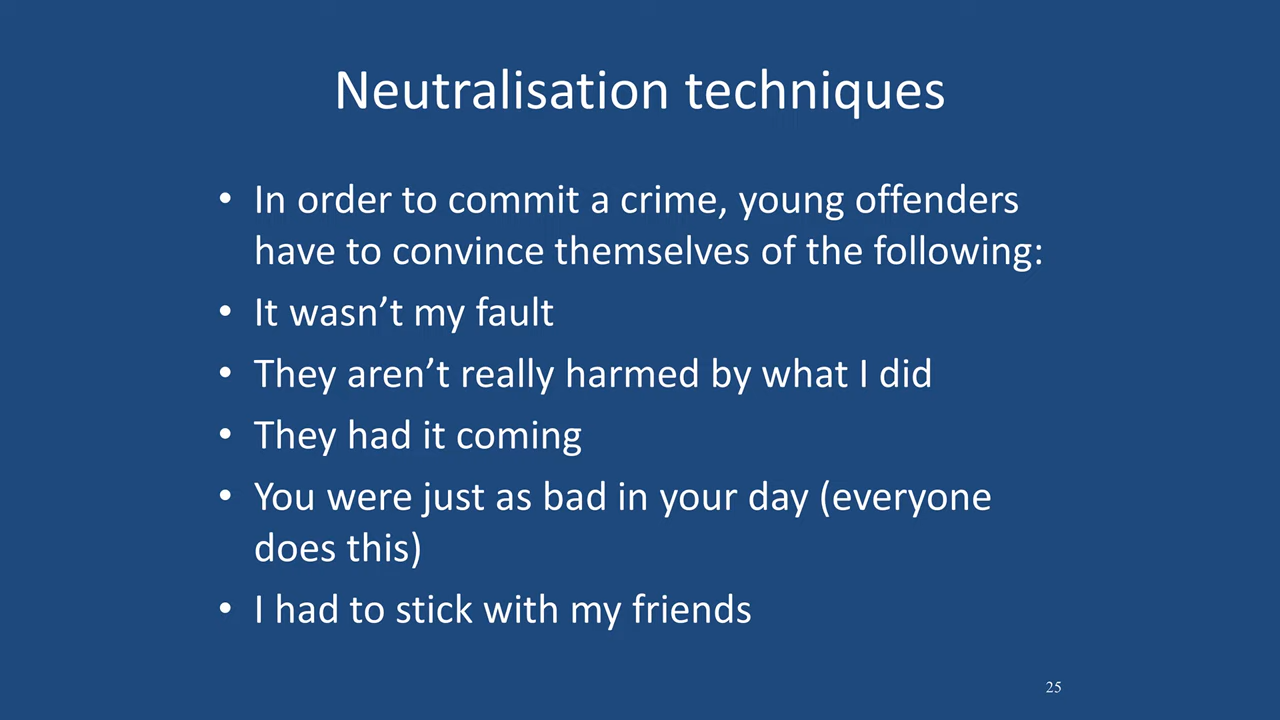 Neutralisation techniques
• In order to commit a crime, young offenders
have to convince themselves of the following:
• It wasn’t my fault
• They aren’t really harmed by what I did
• They had it coming
• You were just as bad in your day (everyone
does this)
• I had to stick with my friends
25